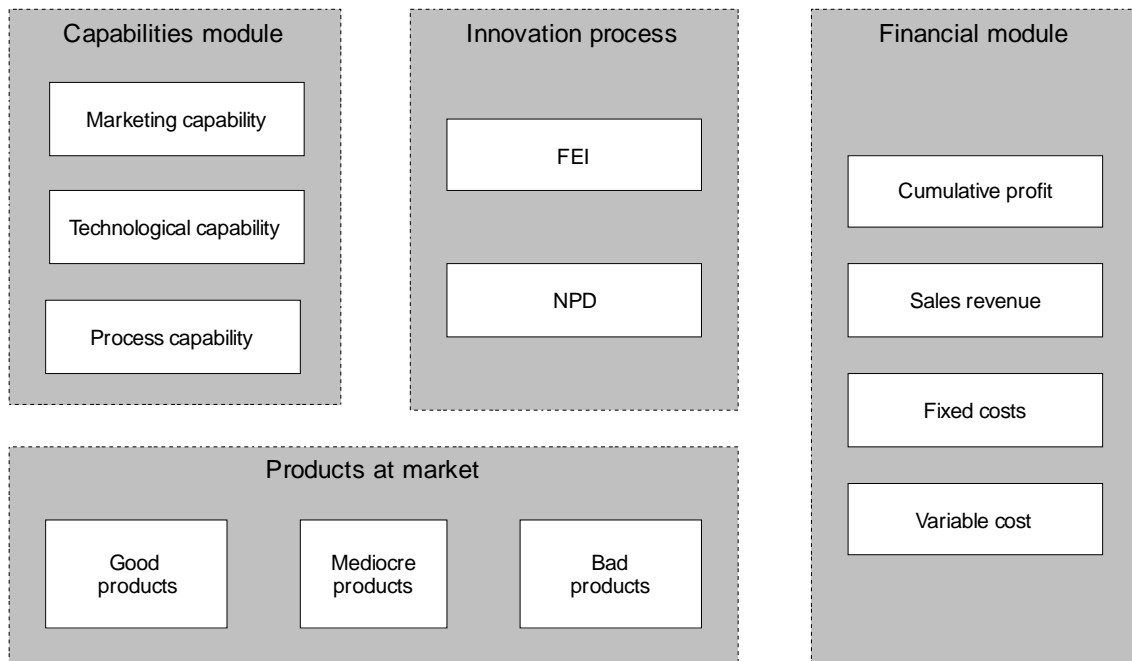 Capabilities module
Marketing capability
Technological capability
Process capability
Innovation process
FEI
NPD
Financial module
Cumulative profit
Sales revenue
Fixed costs
Variable cost
Products at market
Good
products
Mediocre
products
Bad
products